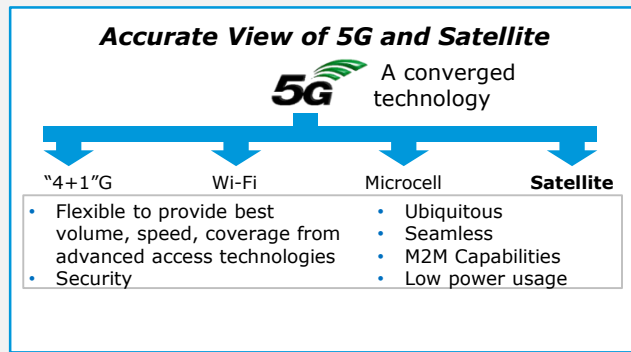 Accurate View of 5G and Satellite
5G A converged
technology
“4+1”G Wi-Fi Microcell Satellite
• Flexible to provide best
volume, speed, coverage from
advanced access technologies
• Security
• Ubiquitous
• Seamless
• M2M Capabilities
• Low power usage